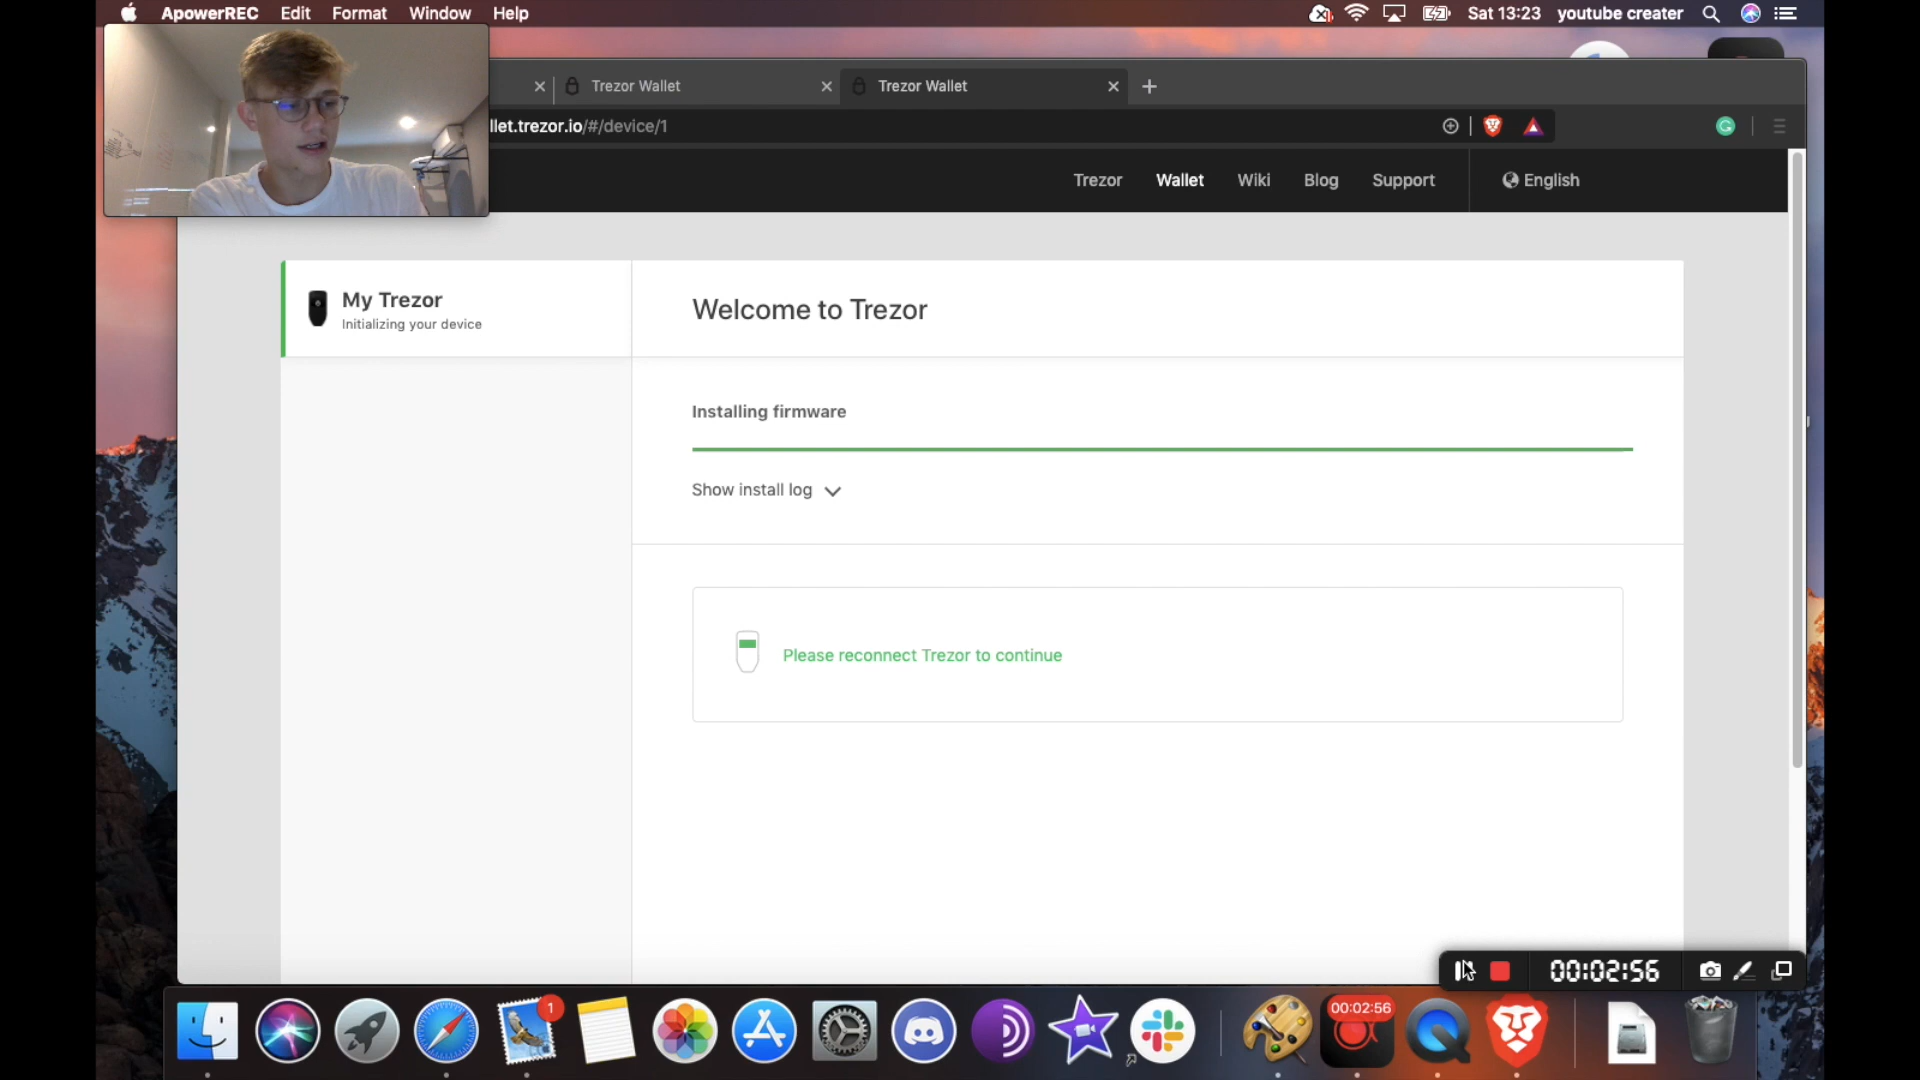 ApowerREC Edit Format Window Help
Sat 13:23 youtube creater
Trezor Wallet
Trezor Wallet
llet.trezor.io/#/device/1
Trezor Wallet Wiki Blog Support English
My Trezor
Initializing your device
Welcome to Trezor
Installing firmware
Show install log
Please reconnect Trezor to continue
00:02:56
1
00:02:56